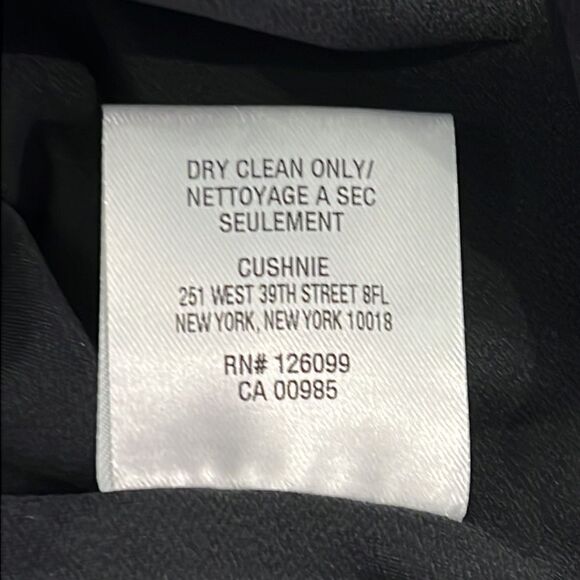 DRY CLEAN ONLY/
NETTOYAGE A SEC
SEULEMENT
CUSHNIE
251 WEST 39TH STREET 8FL
NEW YORK, NEW YORK 10018
RN# 126099
CA 00985